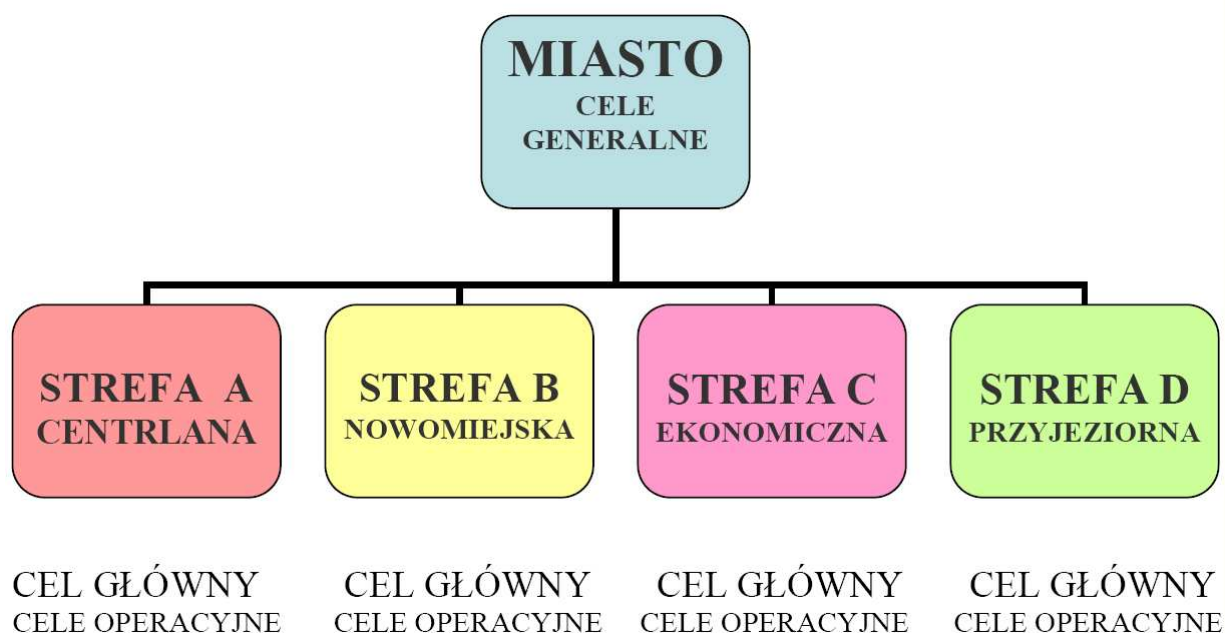 MIASTO
CELE
GENERALNE
STREFA A
CENTRLANA
STREFA B
NOWOMIEJSKA
STREFA C
EKONOMICZNA
STREFA D
PRZYJEZIORNA
CEL GŁÓWNY
CELE OPERACYJNE
CEL GŁÓWNY
CELE OPERACYJNE
CEL GŁÓWNY
CELE OPERACYJNE
CEL GŁÓWNY
CELE OPERACYJNE